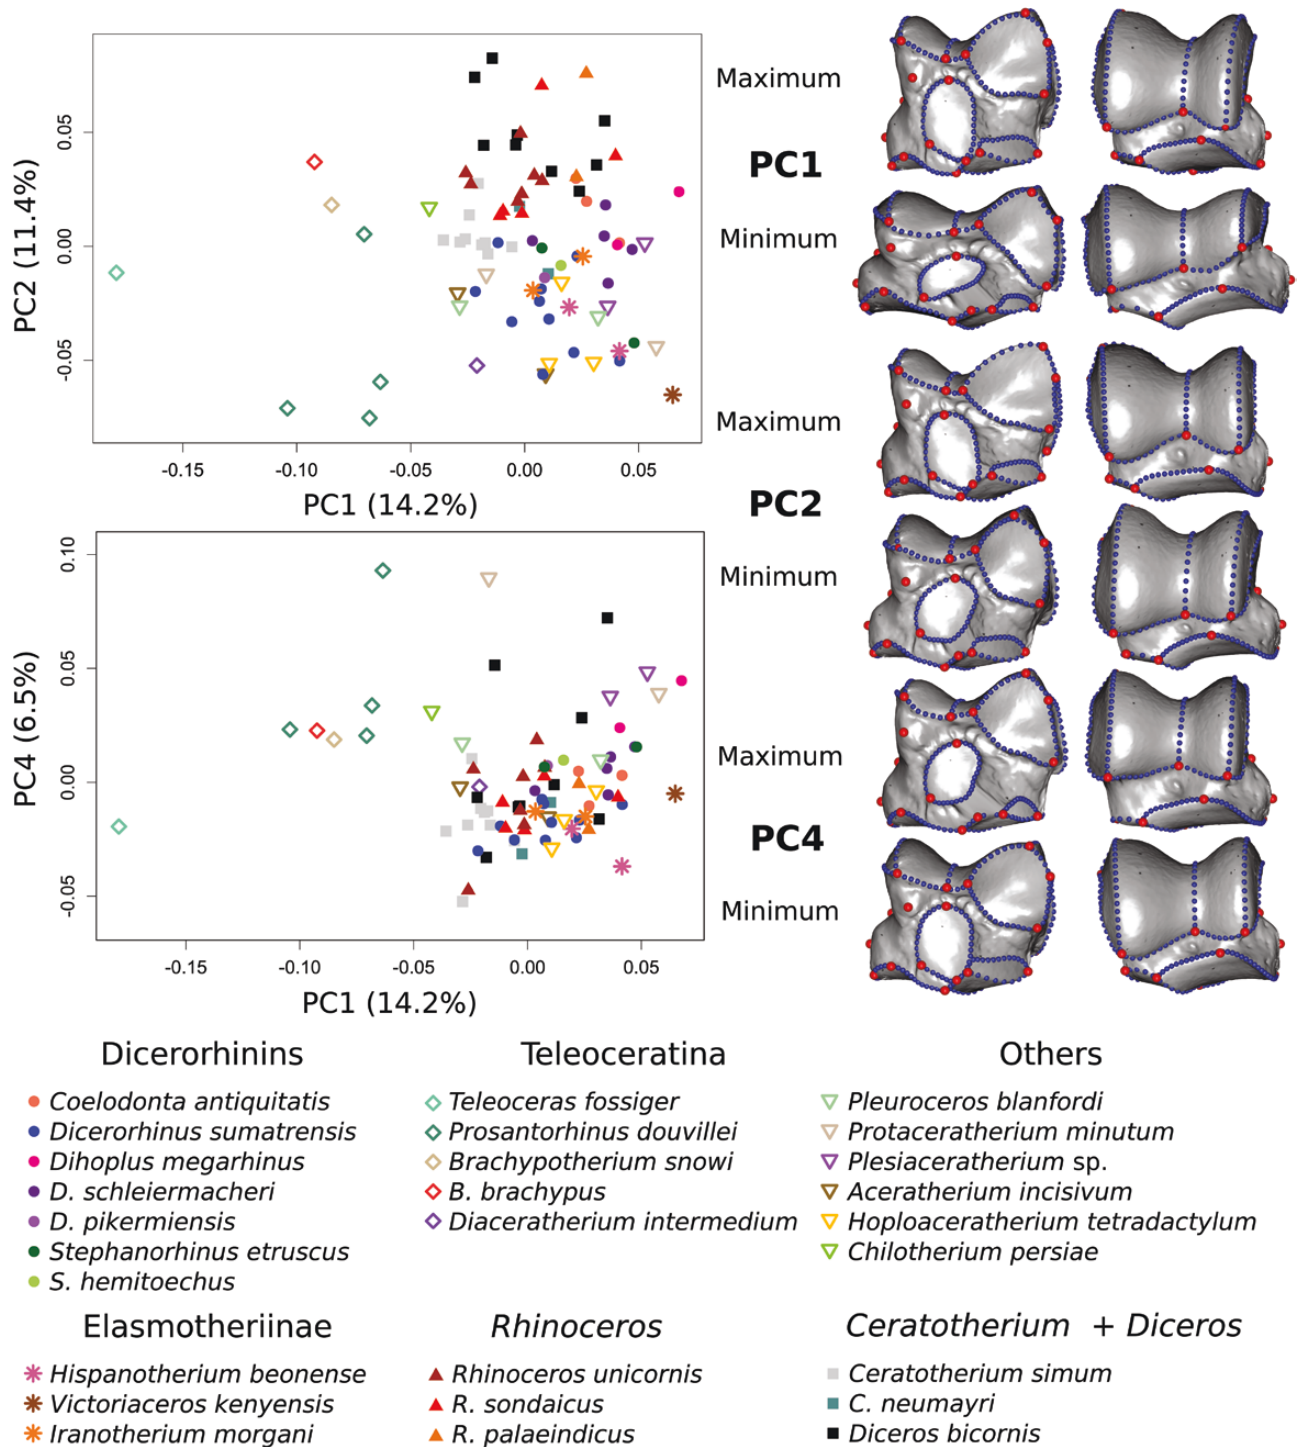 PC2 (11.4%)
0.05
0.00
-0.05
-0.15
-0.10
-0.05
0.00
0.05
PC1 (14.2%)
Maximum
PC1
Minimum
Maximum
PC2
Minimum
PC4 (6.5%)
0.10
0.05
0.00
-0.05
-0.15
-0.10
-0.05
0.00
0.05
PC1 (14.2%)
Maximum
PC4
Minimum
Dicerorhinins
Coelodonta antiquitatis
Dicerorhinus sumatrensis
Dihoplus megarhinus
D. schleiermacheri
D. pikermiensis
Stephanorhinus etruscus
S. hemitoechus
Teleoceratina
Teleoceras fossiger
Prosantorhinus douvillei
Brachypotherium snowi
B. brachypus
Diaceratherium intermedium
Others
Pleuroceros blanfordi
Protaceratherium minutum
Plesiaceratherium sp.
Aceratherium incisivum
Hoploaceratherium tetradactylum
Chilotherium persiae
Elasmotheriinae
Hispanotherium beonense
Victoriaceros kenyensis
Iranotherium morgani
Rhinoceros
Rhinoceros unicornis
R. sondaicus
R. palaeindicus
Ceratotherium + Diceros
Ceratotherium simum
C. neumayri
Diceros bicornis